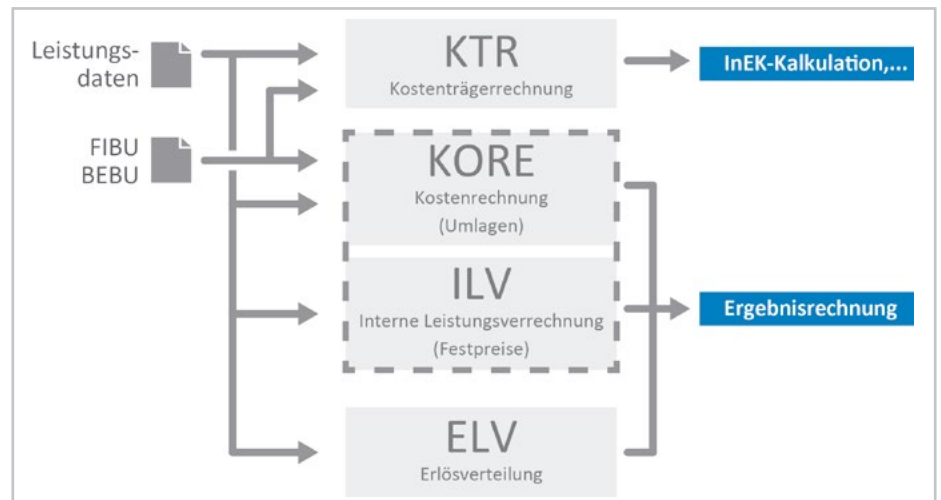 Leistungs-
daten
FIBU
BEBU
KTR
Kostenträgerrechnung
InEK-Kalkulation,...
KORE
Kostenrechnung
(Umlagen)
ILV
Interne Leistungsverrechnung
(Festpreise)
Ergebnisrechnung
ELV
Erlösverteilung